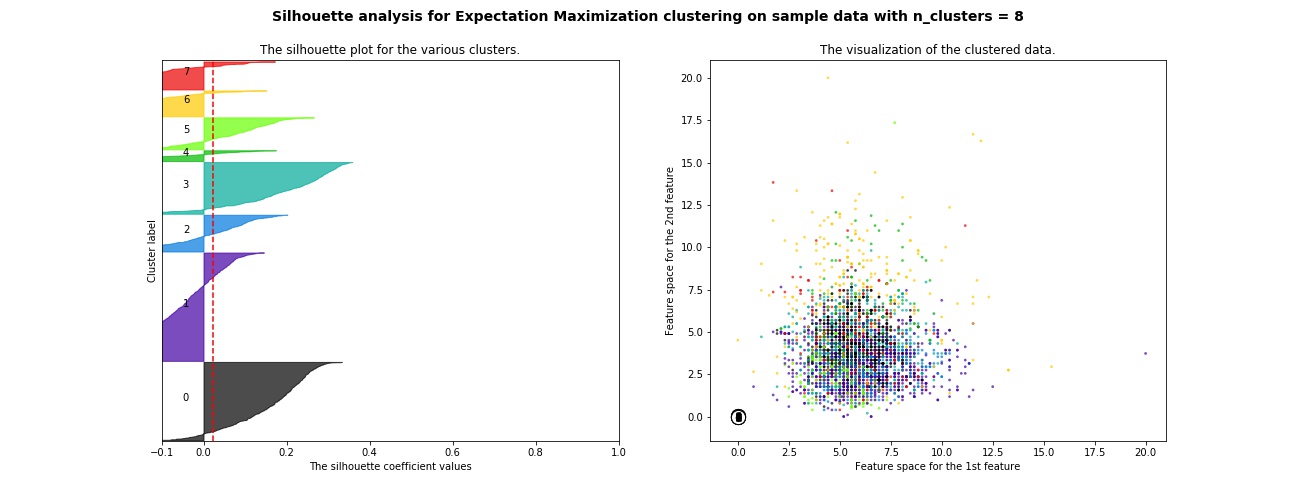 Silhouette analysis for Expectation Maximization clustering on sample data with n_clusters = 8
The silhouette plot for the various clusters.
7
6
5
4
3
2
1
0
Cluster label
−0.1 0.0 0.2 0.4 0.6 0.8 1.0
The silhouette coefficient values
The visualization of the clustered data.
20.0
17.5
15.0
12.5
10.0
7.5
5.0
2.5
0.0
Feature space for the 2nd feature
0.0 2.5 5.0 7.5 10.0 12.5 15.0 17.5 20.0
Feature space for the 1st feature